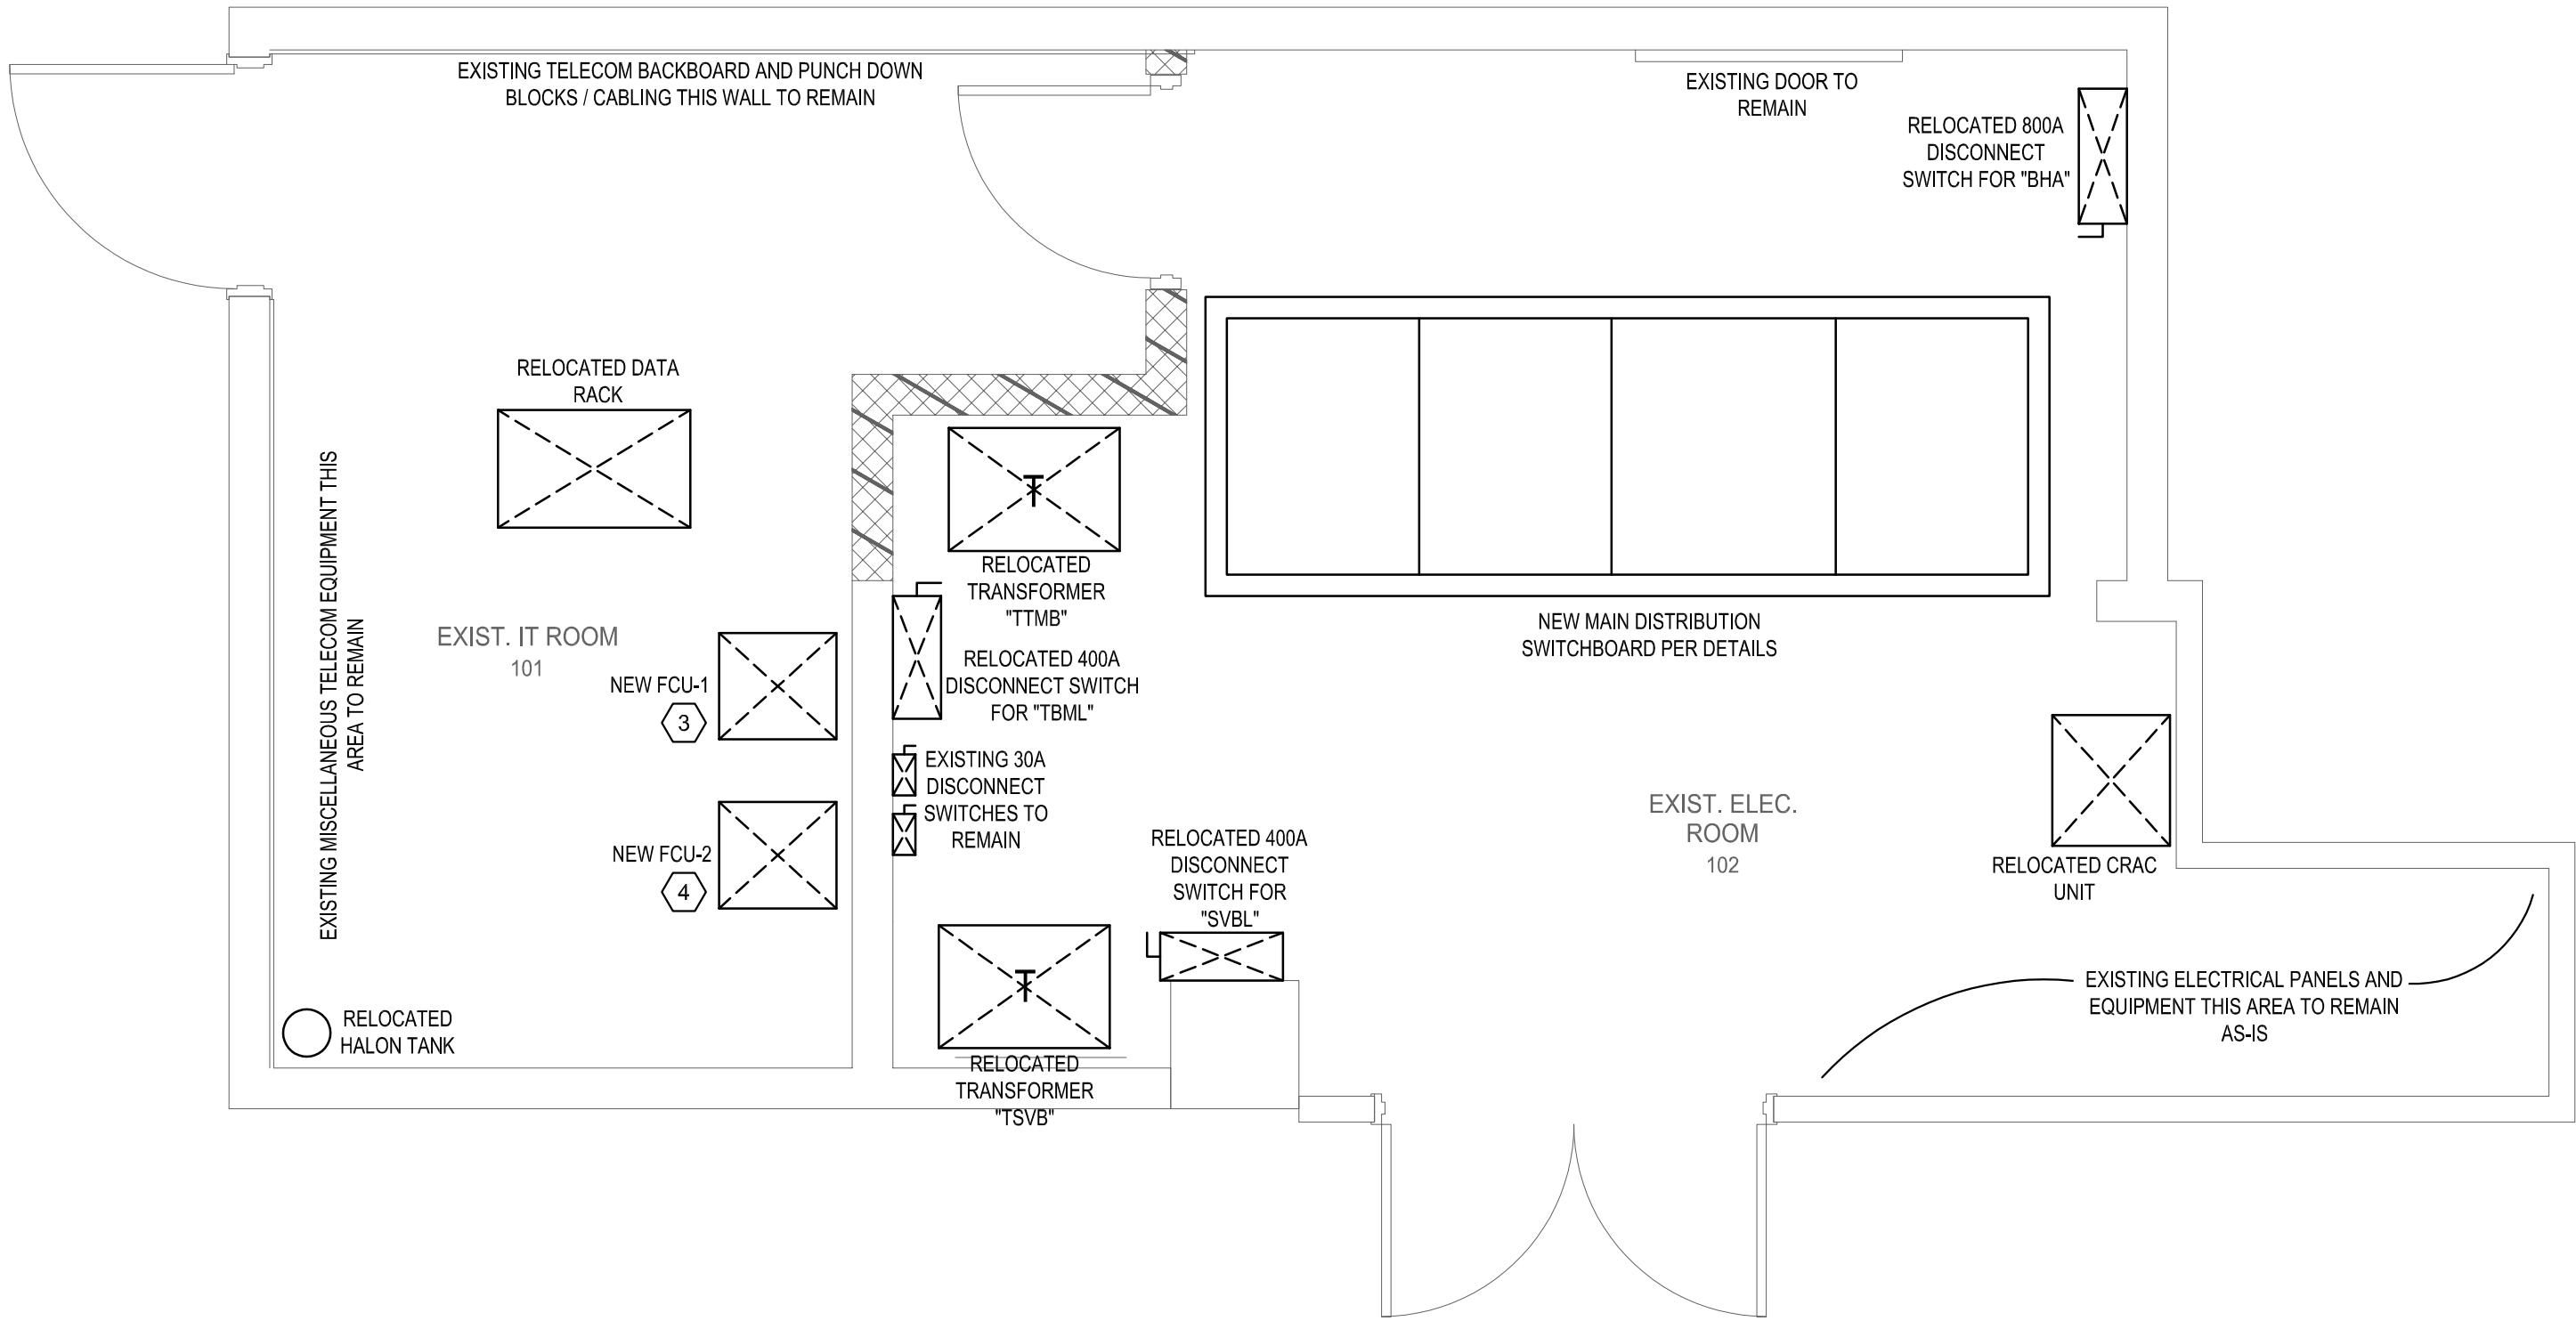 EXISTING TELECOM BACKBOARD AND PUNCH DOWN
BLOCKS / CABLING THIS WALL TO REMAIN
EXISTING DOOR TO
REMAIN
RELOCATED 800A
DISCONNECT
SWITCH FOR "BHA"
RELOCATED DATA
RACK
EXISTING MISCELLANEOUS TELECOM EQUIPMENT THIS
AREA TO REMAIN
EXIST. IT ROOM
101
NEW FCU-1
3
NEW FCU-2
4
RELOCATED
HALON TANK
T
RELOCATED
TRANSFORMER
"TTMB"
RELOCATED 400A
DISCONNECT SWITCH
FOR "TBML"
EXISTING 30A
DISCONNECT
SWITCHES TO
REMAIN
RELOCATED 400A
DISCONNECT
SWITCH FOR
"SVBL"
T
RELOCATED
TRANSFORMER
"TSVB"
NEW MAIN DISTRIBUTION
SWITCHBOARD PER DETAILS
EXIST. ELEC.
ROOM
102
RELOCATED CRAC
UNIT
EXISTING ELECTRICAL PANELS AND
EQUIPMENT THIS AREA TO REMAIN
AS-IS